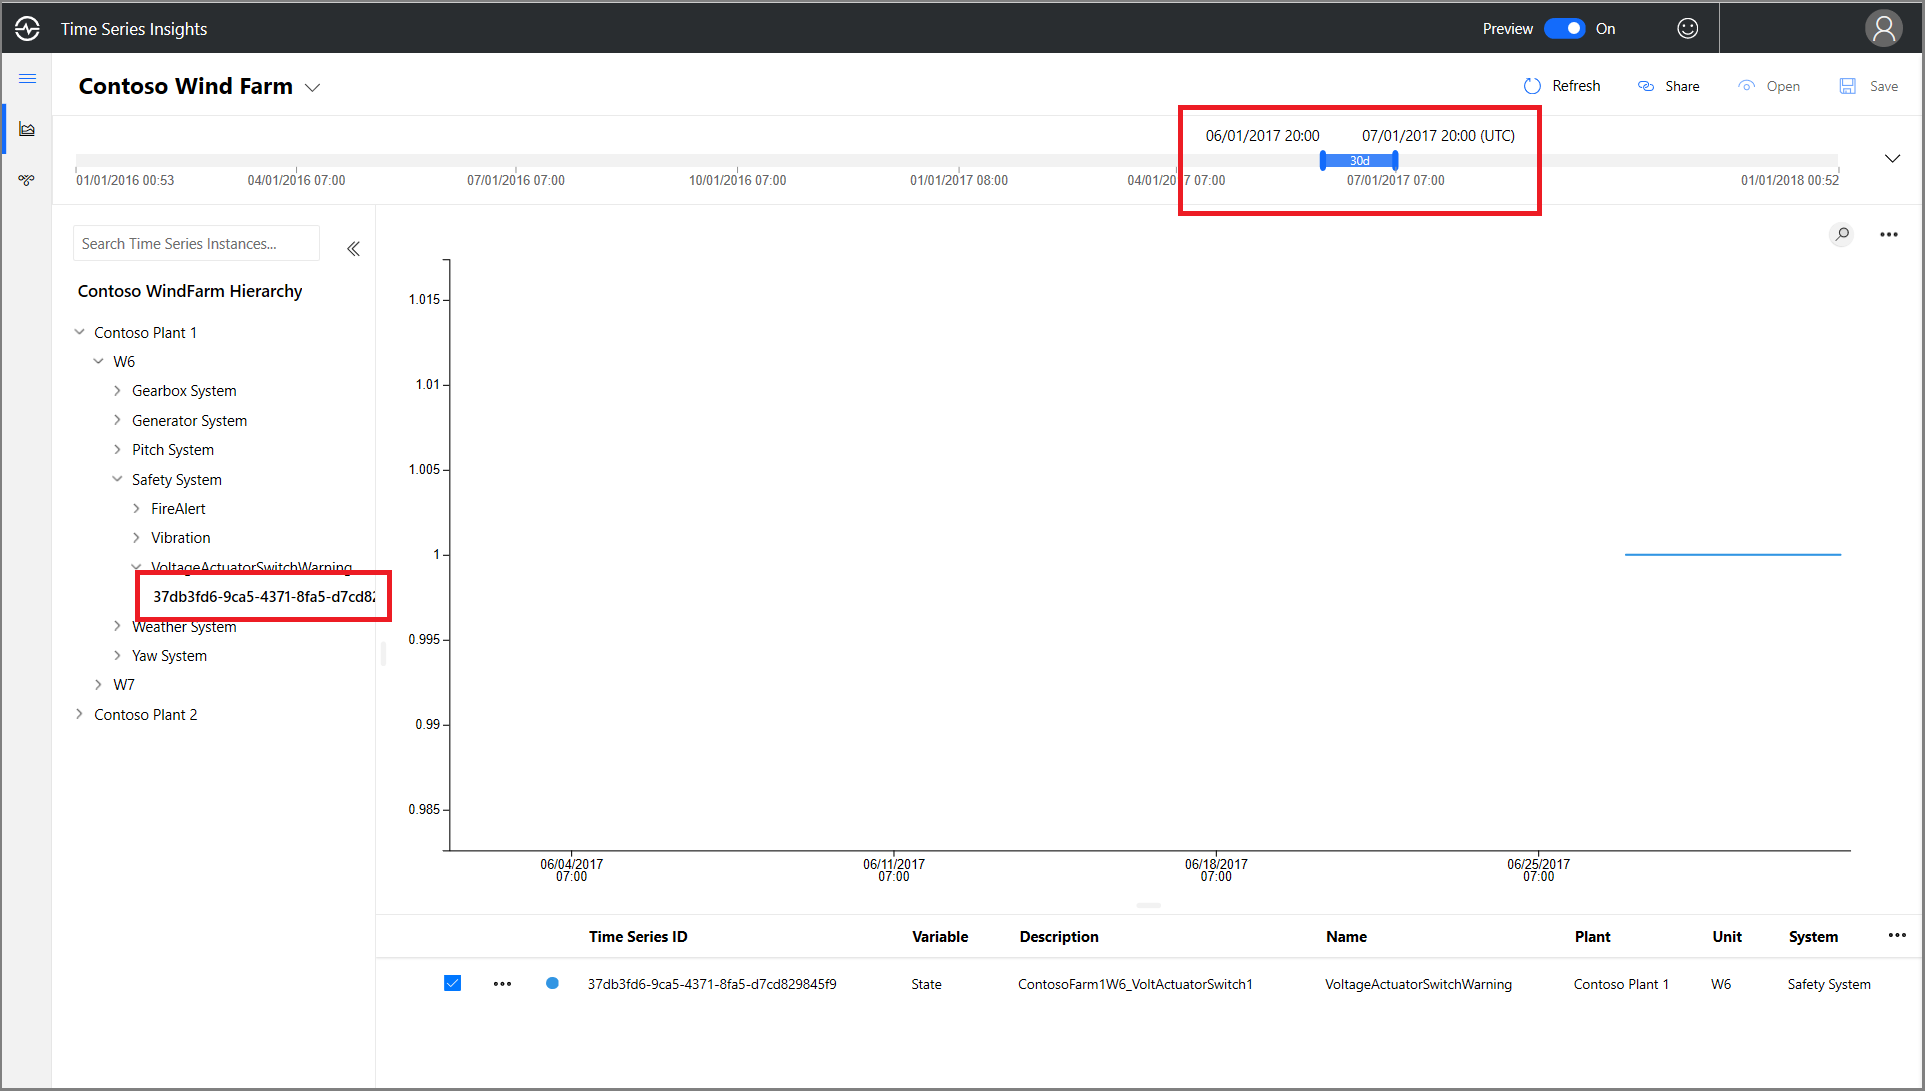 Time Series Insights
Preview On
Contoso Wind Farm
Refresh Share Open Save
06/01/2017 20:00 07/01/2017 20:00 (UTC)
30d
01/01/2016 00:53 04/01/2016 07:00 07/01/2016 07:00 10/01/2016 07:00 01/01/2017 08:00 04/01/2017 07:00 07/01/2017 07:00 01/01/2018 00:52
Search Time Series Instances...
Contoso WindFarm Hierarchy
Contoso Plant 1
W6
Gearbox System
Generator System
Pitch System
Safety System
FireAlert
Vibration
VoltageActuatorSwitchWarning
37db3fd6-9ca5-4371-8fa5-d7cd82
Weather System
Yaw System
W7
Contoso Plant 2
1.015
1.01
1.005
1
0.995
0.99
0.985
06/04/2017 06/11/2017 06/18/2017 06/25/2017
07:00 07:00 07:00 07:00
Time Series ID Variable Description Name Plant Unit System
37db3fd6-9ca5-4371-8fa5-d7cd829845f9 State ContosoFarm1W6_VoltActuatorSwitch1 VoltageActuatorSwitchWarning Contoso Plant 1 W6 Safety System